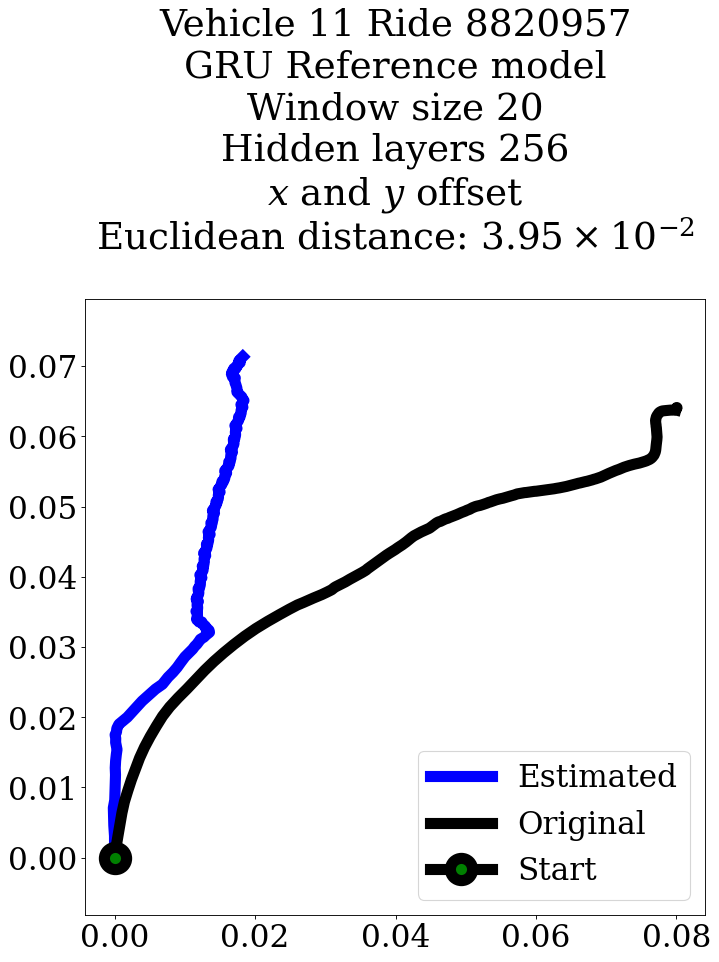 Vehicle 11 Ride 8820957
GRU Reference model
Window size 20
Hidden layers 256
x and y offset
Euclidean distance: 3.95 × 10⁻²
0.07
0.06
0.05
0.04
0.03
0.02
0.01
0.00
Estimated
Original
Start
0.00 0.02 0.04 0.06 0.08